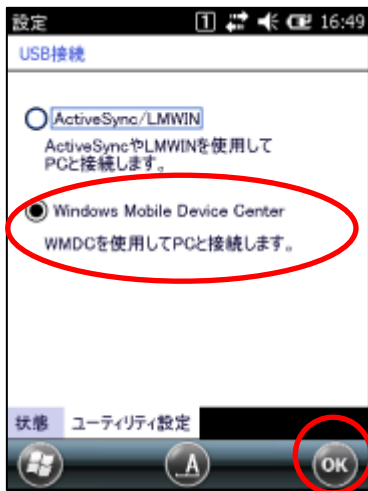 設定 1 16:49
USB接続
ActiveSync/LMWIN
ActiveSyncやLMWINを使用して
PCと接続します。
Windows Mobile Device Center
WMDCを使用してPCと接続します。
状態 ユーティリティ設定
A OK